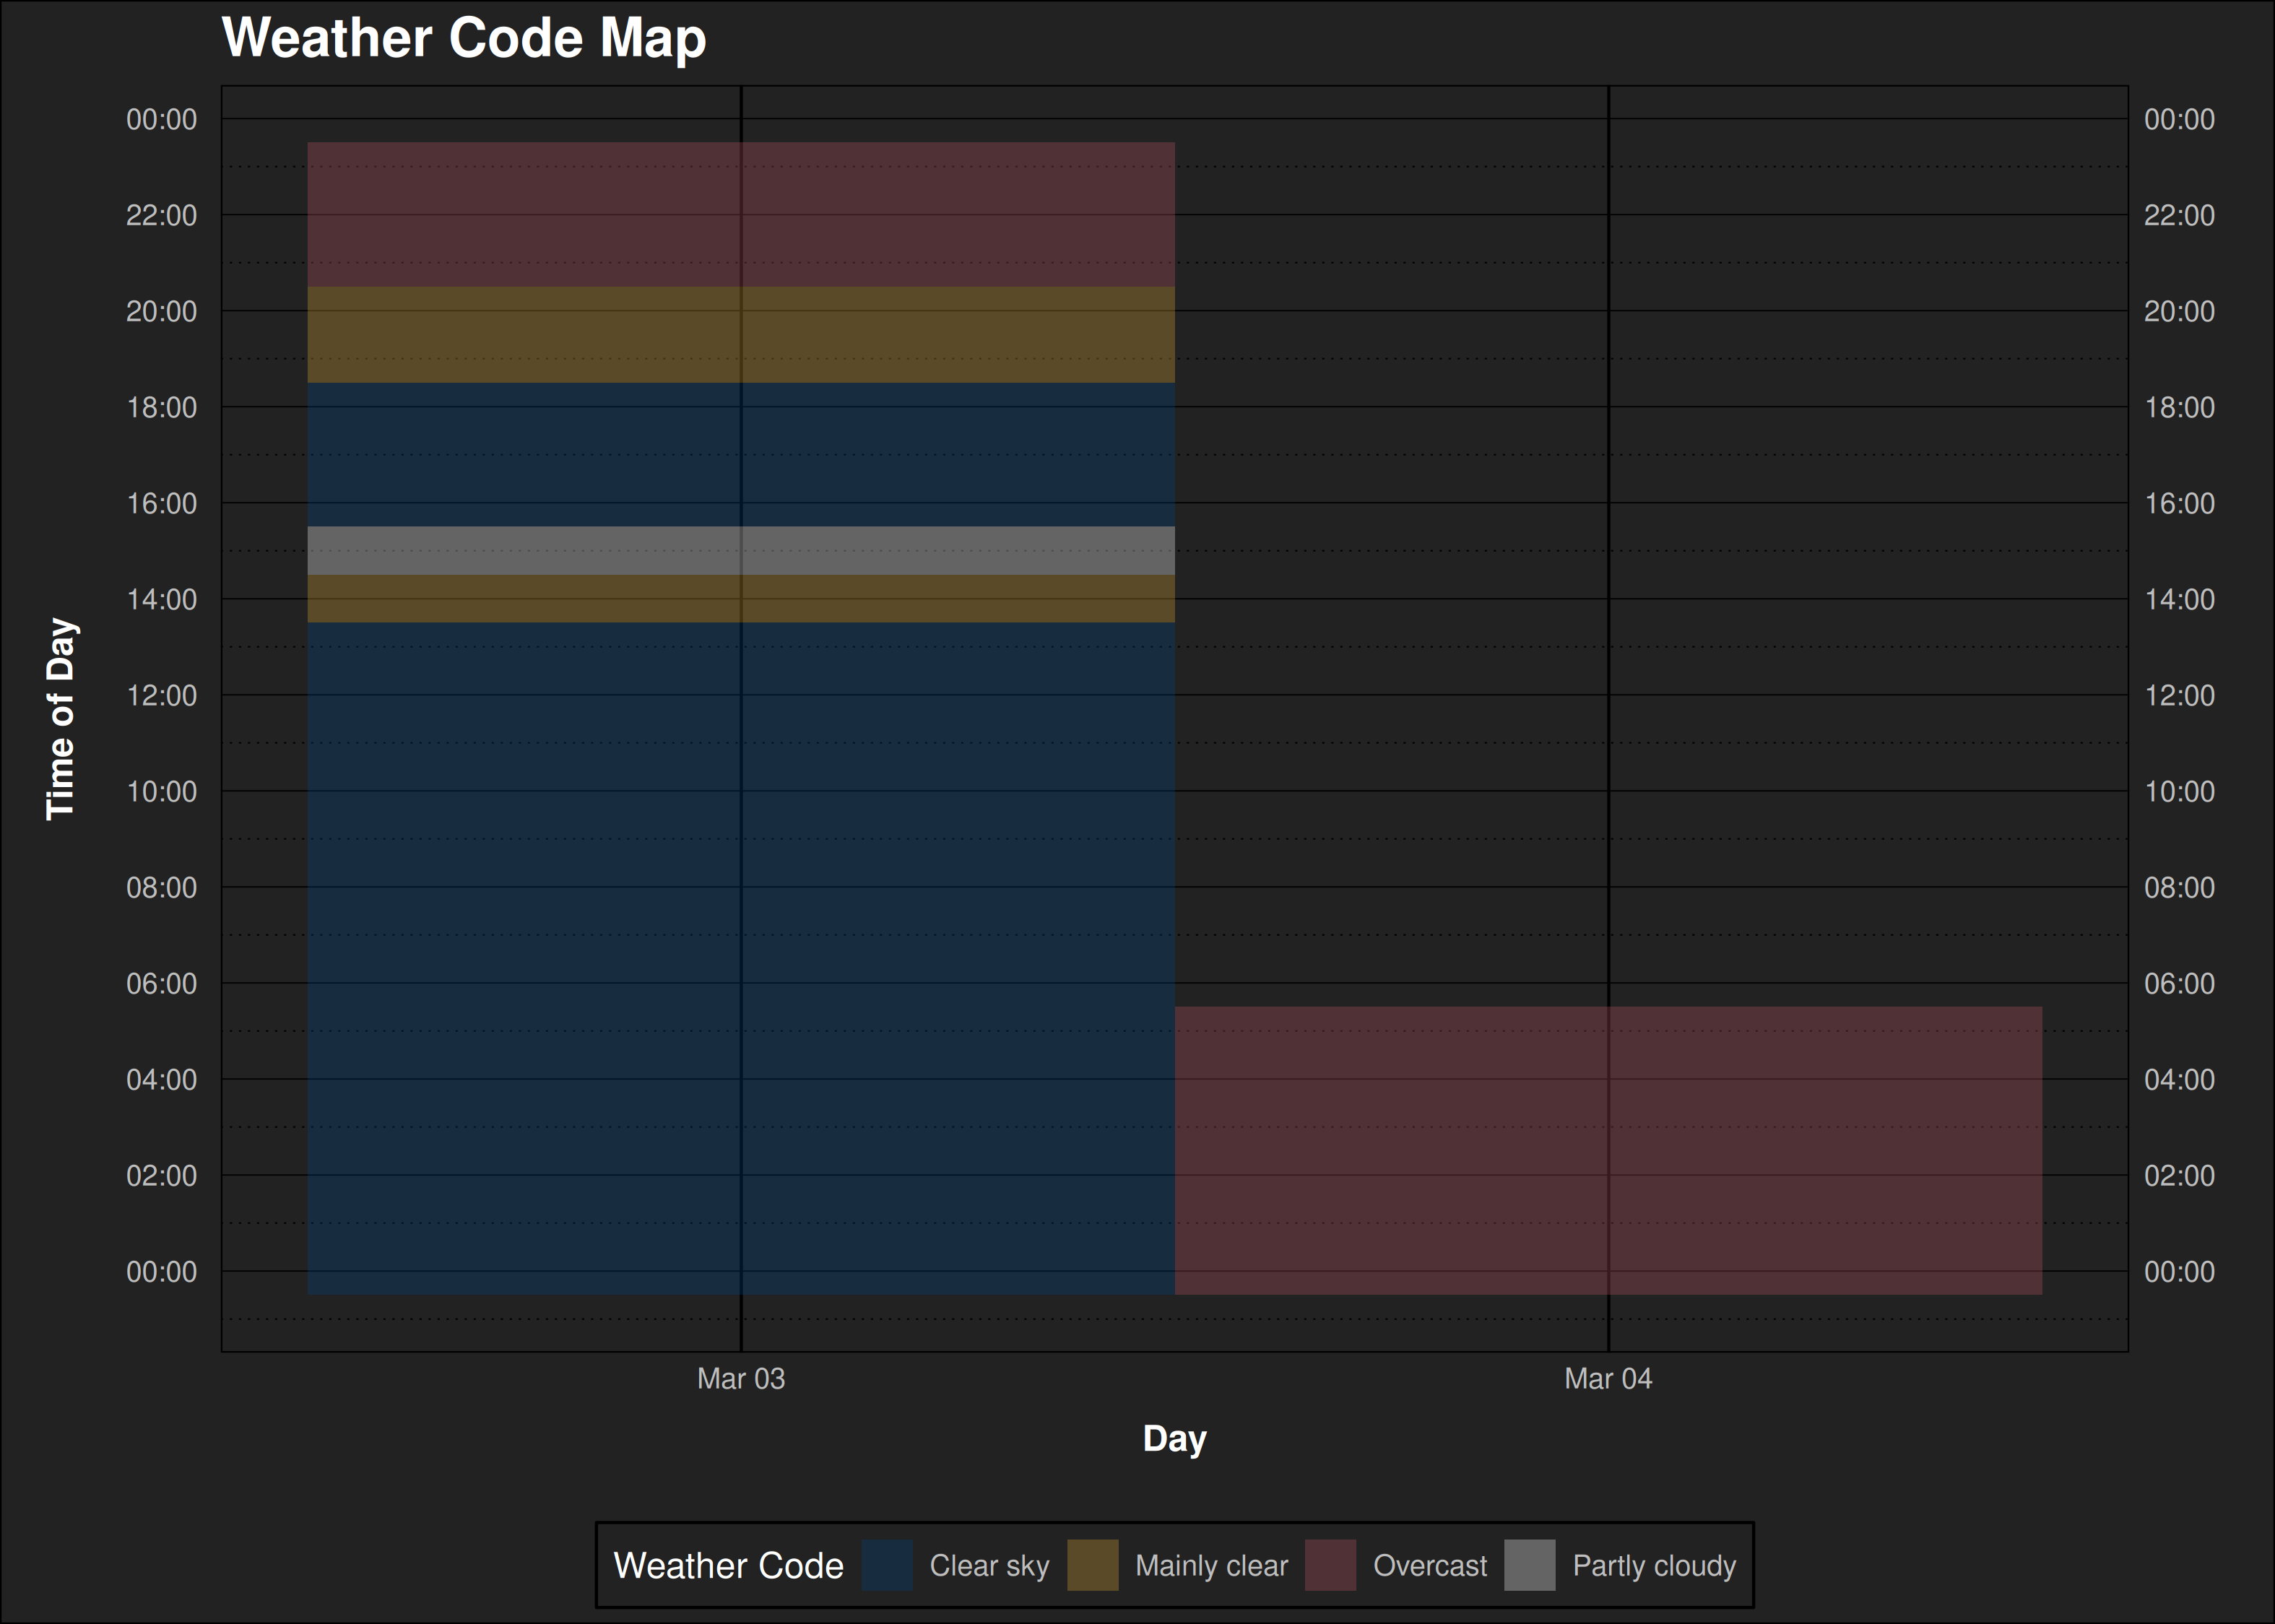 Weather Code Map
00:00 00:00
22:00 22:00
20:00 20:00
18:00 18:00
16:00 16:00
14:00 14:00
12:00 12:00
10:00 10:00
08:00 08:00
06:00 06:00
04:00 04:00
02:00 02:00
00:00 00:00
Time of Day
Mar 03 Mar 04
Day
Weather Code Clear sky Mainly clear Overcast Partly cloudy